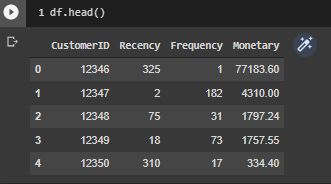 1 df.head()
CustomerID Recency Frequency Monetary
0 12346 325 1 77183.60
1 12347 2 182 4310.00
2 12348 75 31 1797.24
3 12349 18 73 1757.55
4 12350 310 17 334.40